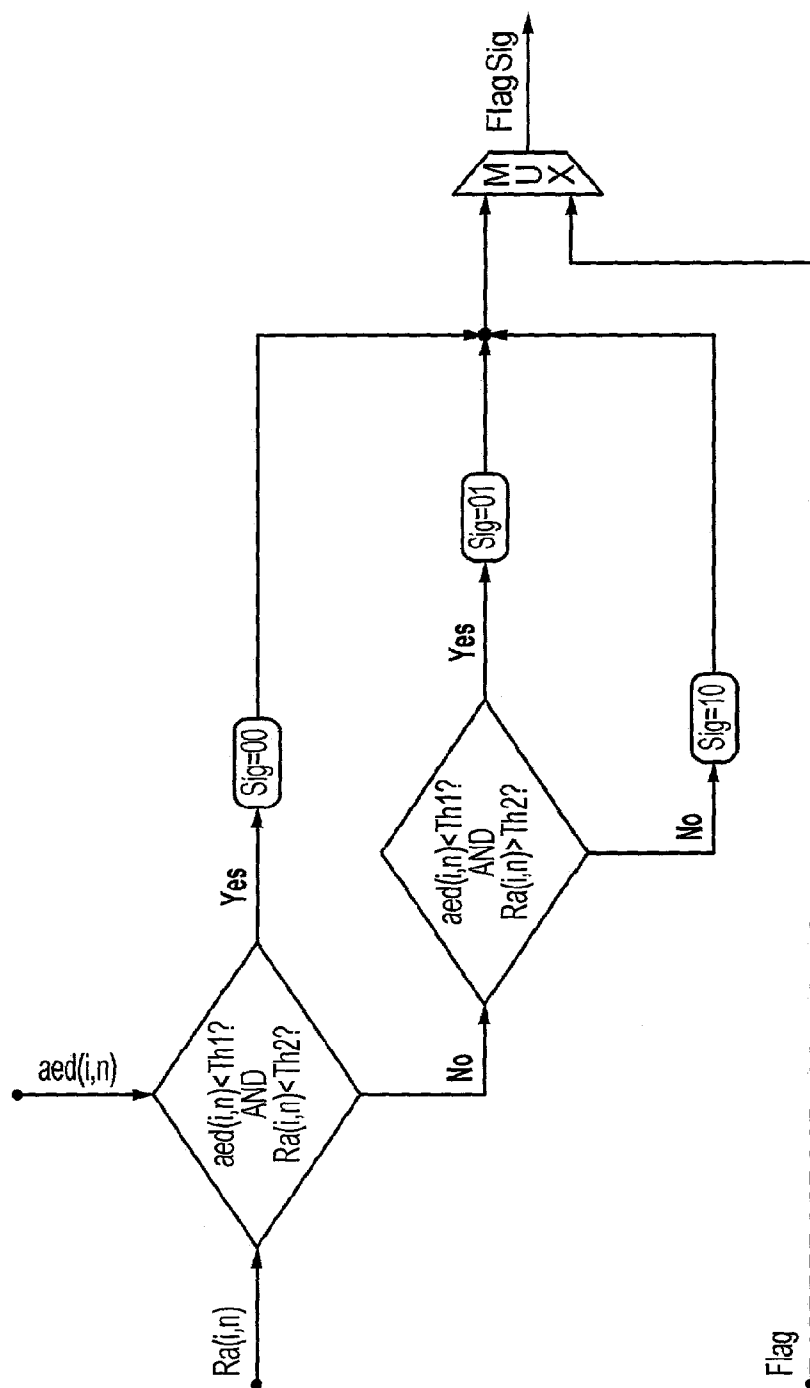 aed(i,n)
Ra(i,n)
aed(i,n)<Th1?
AND
Ra(i,n)<Th2?
Yes
Sig=00
No
aed(i,n)<Th1?
AND
Ra(i,n)>Th2?
Yes
Sig=01
No
Sig=10
MUX
FlagSig
Flag